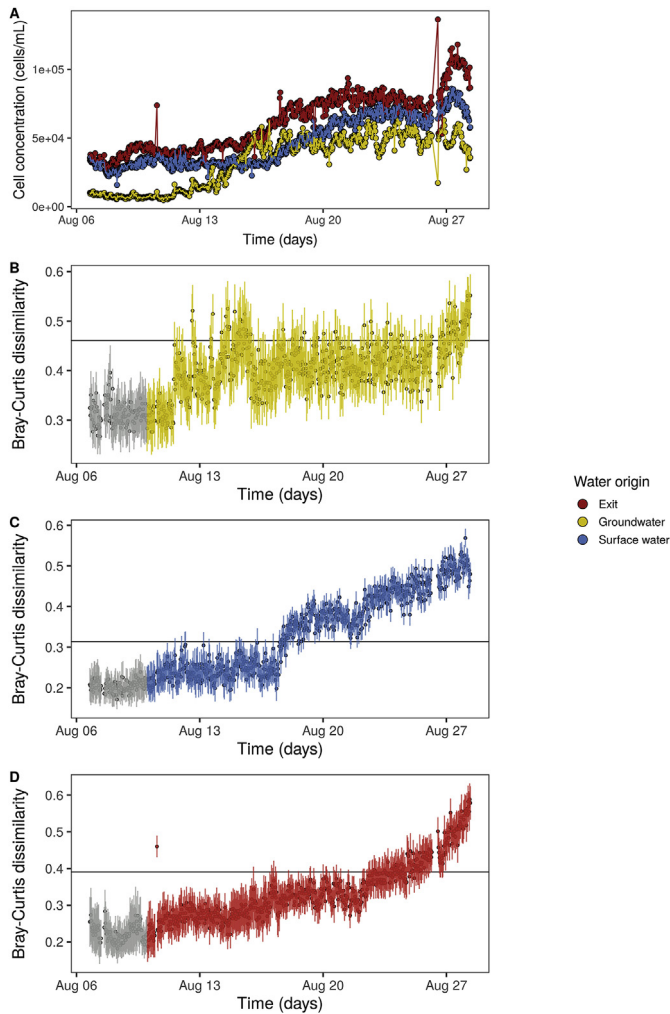 A
Cell concentration (cells/mL)
1e+05
5e+04
0e+00
Aug 06 Aug 13 Aug 20 Aug 27
Time (days)
B
Bray-Curtis dissimilarity
0.6
0.5
0.4
0.3
Aug 06 Aug 13 Aug 20 Aug 27
Time (days)
Water origin
Exit
Groundwater
Surface water
C
Bray-Curtis dissimilarity
0.6
0.5
0.4
0.3
0.2
Aug 06 Aug 13 Aug 20 Aug 27
Time (days)
D
Bray-Curtis dissimilarity
0.6
0.5
0.4
0.3
0.2
Aug 06 Aug 13 Aug 20 Aug 27
Time (days)